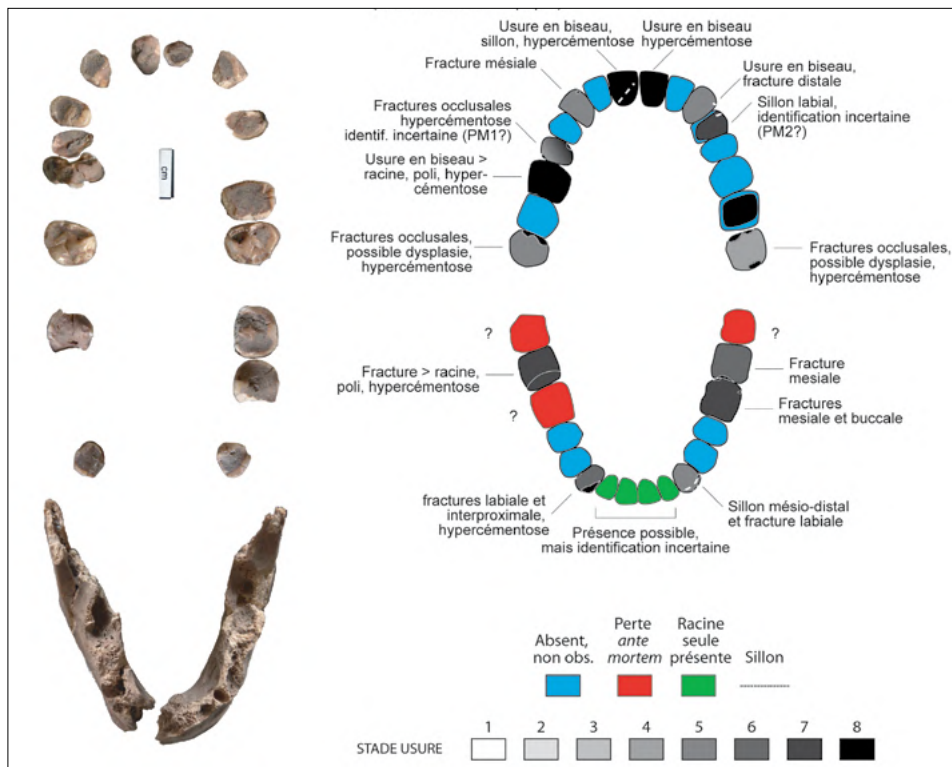 cm
Usure en biseau,
sillon, hypercémentose
Usure en biseau
hypercémentose
Fracture mésiale
Usure en biseau,
fracture distale
Fractures occlusales
hypercémentose
identif. incertaine (PM1?)
Sillon labial,
identification incertaine
(PM2?)
Usure en biseau >
racine, poli, hyper-
cémentose
Fractures occlusales,
possible dysplasie,
hypercémentose
Fractures occlusales,
possible dysplasie,
hypercémentose
?
?
Fracture > racine,
poli, hypercémentose
Fracture
mesiale
?
Fractures
mesiale et buccale
fractures labiale et
interproximale,
hypercémentose
Sillon mésio-distal
et fracture labiale
Présence possible,
mais identification incertaine
Absent,
non obs.
Perte
ante
mortem
Racine
seule
présente
Sillon
STADE USURE
1 2 3 4 5 6 7 8